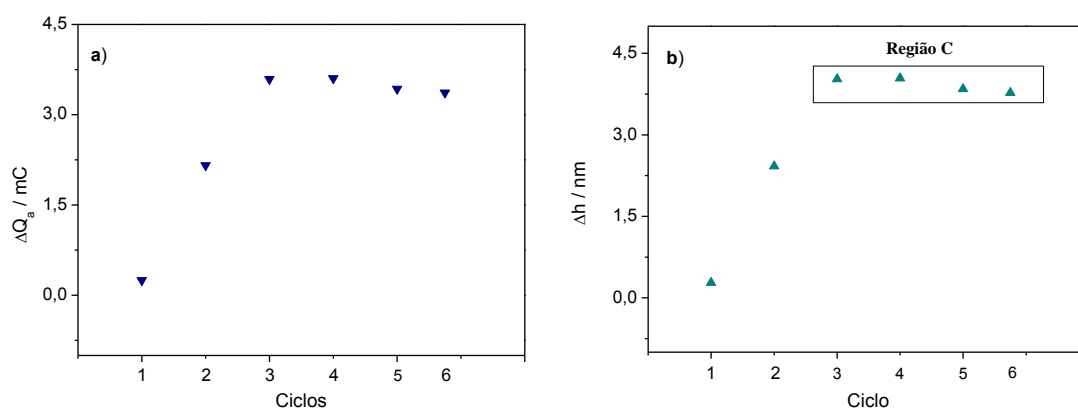 a)
4,5
3,0
1,5
0,0
ΔQa / mC
1 2 3 4 5 6
Ciclos
b)
Região C
4,5
3,0
1,5
0,0
Δh / nm
1 2 3 4 5 6
Ciclo